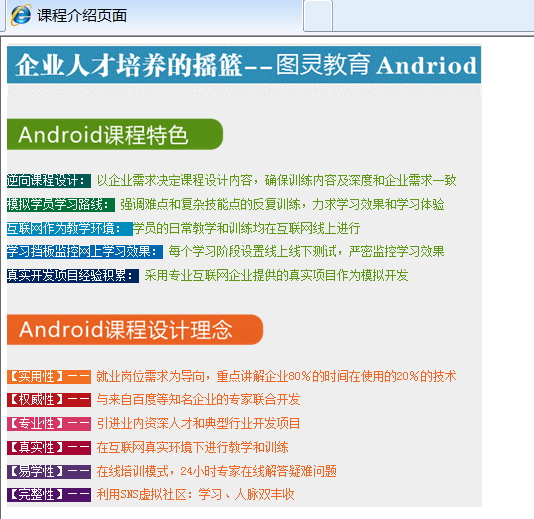 课程介绍页面
企业人才培养的摇篮--图灵教育 Andriod
Android课程特色
逆向课程设计： 以企业需求决定课程设计内容，确保训练内容及深度和企业需求一致
模拟学员学习路线： 强调难点和复杂技能点的反复训练，力求学习效果和学习体验
互联网作为教学环境： 学员的日常教学和训练均在互联网线上进行
学习挡板监控网上学习效果： 每个学习阶段设置线上线下测试，严密监控学习效果
真实开发项目经验积累： 采用专业互联网企业提供的真实项目作为模拟开发
Android课程设计理念
【实用性】—— 就业岗位需求为导向，重点讲解企业80%的时间在使用的20%的技术
【权威性】—— 与来自百度等知名企业的专家联合开发
【专业性】—— 引进业内资深人才和典型行业开发项目
【真实性】—— 在互联网真实环境下进行教学和训练
【易学性】—— 在线培训模式，24小时专家在线解答疑难问题
【完整性】—— 利用SNS虚拟社区：学习、人脉双丰收